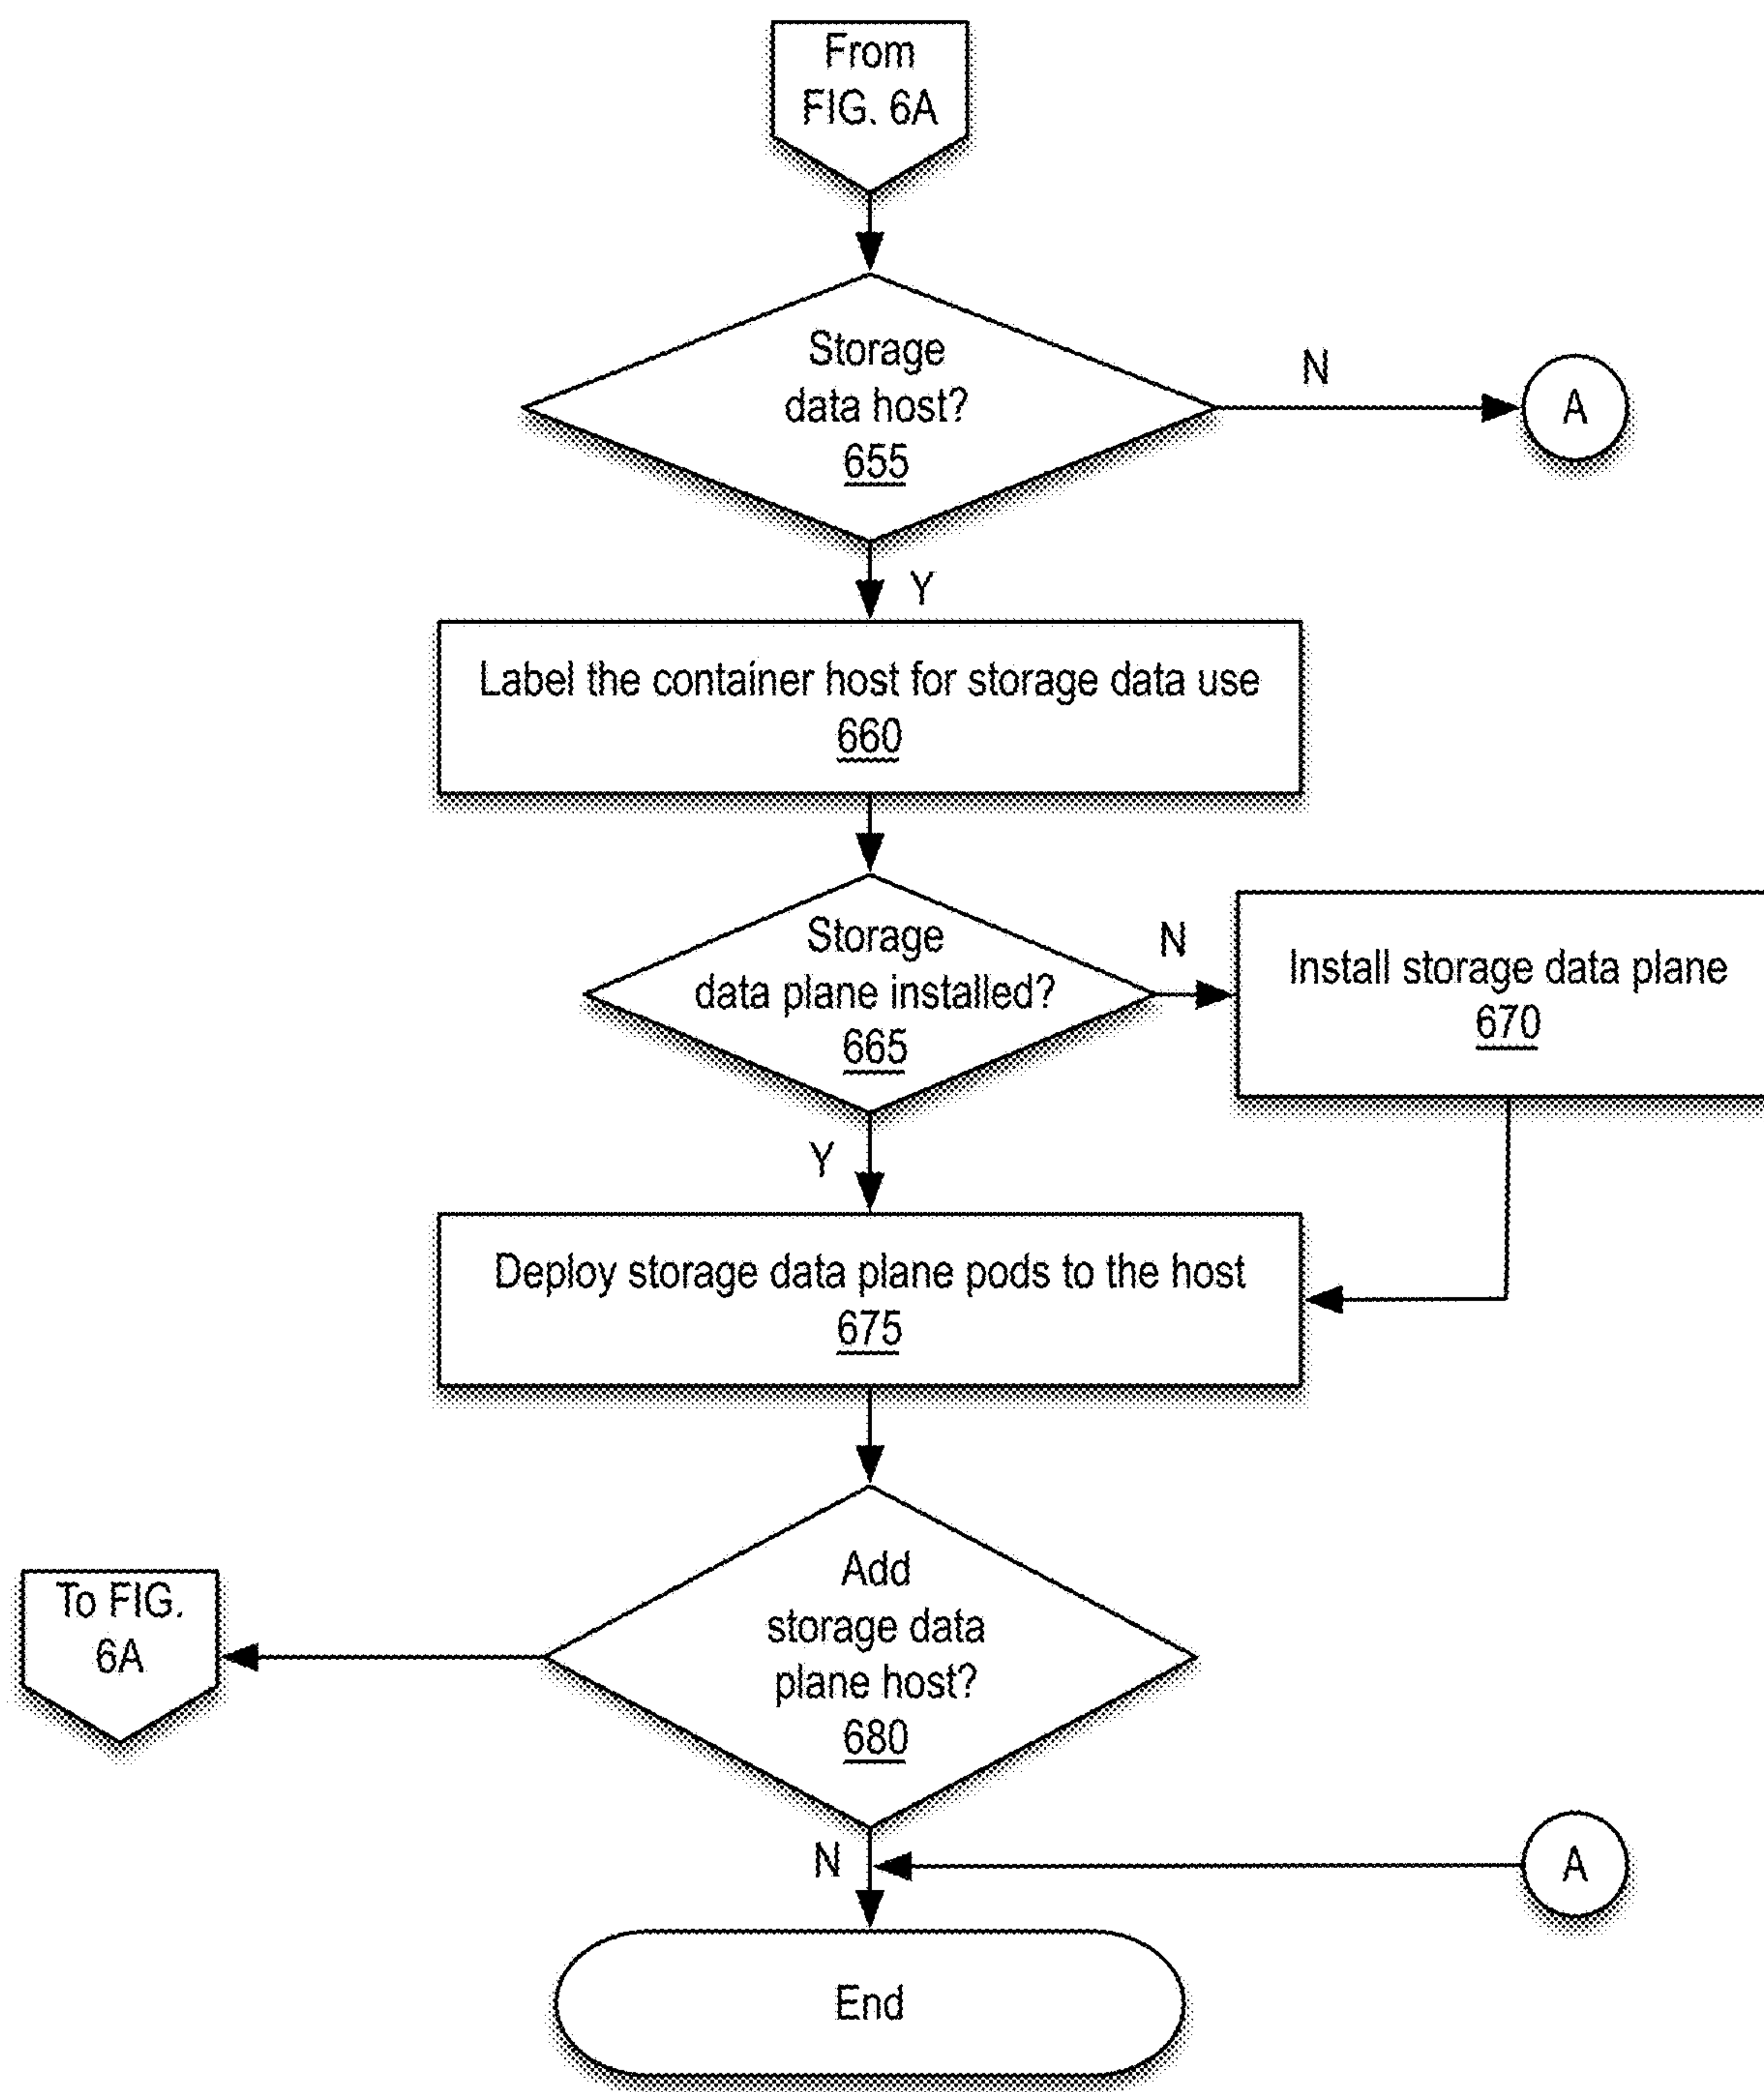 From
FIG. 6A
Storage
data host?
655
N
A
Y
Label the container host for storage data use
660
Storage
data plane installed?
665
N
Install storage data plane
670
Y
Deploy storage data plane pods to the host
675
Add
storage data
plane host?
680
To FIG.
6A
N
A
End